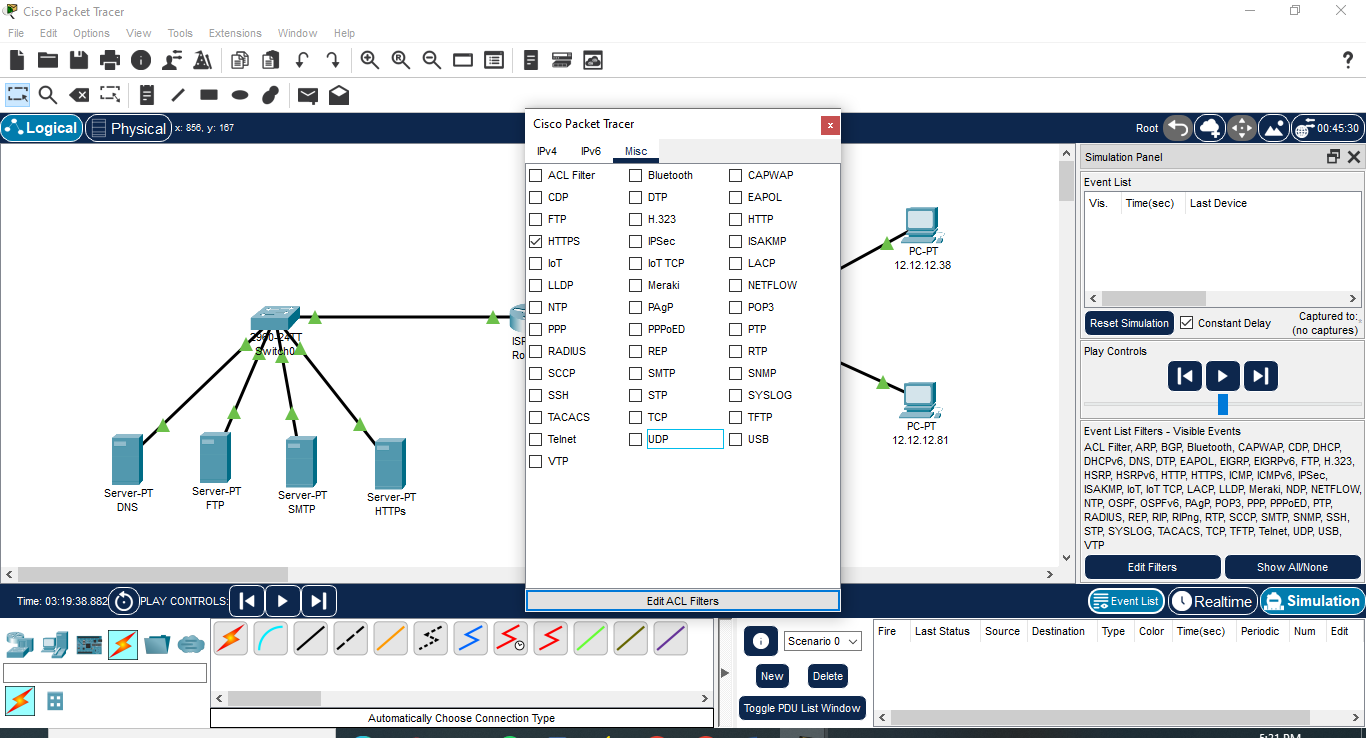 Cisco Packet Tracer
File Edit Options View Tools Extensions Window Help
Logical Physical x: 856, y: 167
Root 00:45:30
Cisco Packet Tracer
IPv4 IPv6 Misc
ACL Filter Bluetooth CAPWAP
CDP DTP EAPOL
FTP H.323 HTTP
HTTPS IPSec ISAKMP
IoT IoT TCP LACP
LLDP Meraki NETFLOW
NTP PAgP POP3
PPP PPPoED PTP
RADIUS REP RTP
SCCP SMTP SNMP
SSH STP SYSLOG
TACACS TCP TFTP
Telnet UDP USB
VTP
Edit ACL Filters
2960-24TT
Switch0
ISP
Ro
Server-PT
DNS
Server-PT
FTP
Server-PT
SMTP
Server-PT
HTTPs
PC-PT
12.12.12.38
PC-PT
12.12.12.81
Simulation Panel
Event List
Vis. Time(sec) Last Device
Reset Simulation Constant Delay
Captured to:
(no captures)
Play Controls
Event List Filters - Visible Events
ACL Filter, ARP, BGP, Bluetooth, CAPWAP, CDP, DHCP,
DHCPv6, DNS, DTP, EAPOL, EIGRP, EIGRPv6, FTP, H.323,
HSRP, HSRPv6, HTTP, HTTPS, ICMP, ICMPv6, IPSec,
ISAKMP, IoT, IoT TCP, LACP, LLDP, Meraki, NDP, NETFLOW,
NTP, OSPF, OSPFv6, PAgP, POP3, PPP, PPPoED, PTP,
RADIUS, REP, RIP, RIPng, RTP, SCCP, SMTP, SNMP, SSH,
STP, SYSLOG, TACACS, TCP, TFTP, Telnet, UDP, USB,
VTP
Edit Filters Show All/None
Time: 03:19:38.882 PLAY CONTROLS:
Event List Realtime Simulation
Automatically Choose Connection Type
Scenario 0
New Delete
Toggle PDU List Window
Fire Last Status Source Destination Type Color Time(sec) Periodic Num Edit
5:21 PM